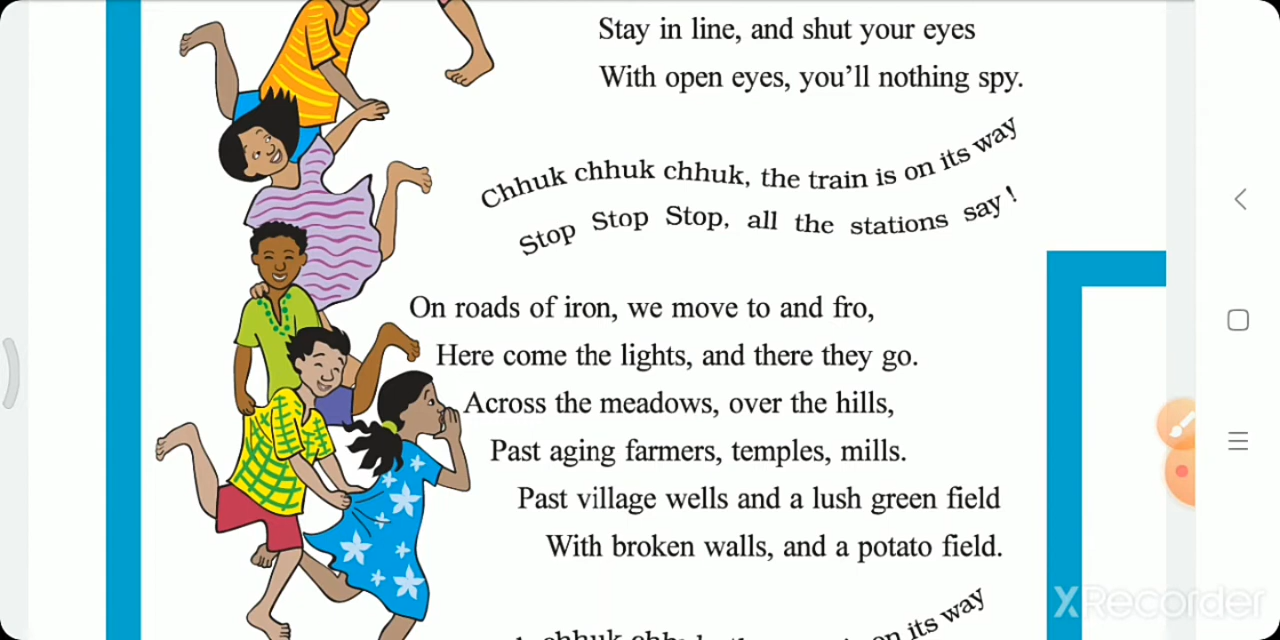 Stay in line, and shut your eyes
With open eyes, you'll nothing spy.
Chhuk chhuk chhuk, the train is on its way
Stop Stop Stop, all the stations say !
On roads of iron, we move to and fro,
Here come the lights, and there they go.
Across the meadows, over the hills,
Past aging farmers, temples, mills.
Past village wells and a lush green field
With broken walls, and a potato field.
on its way
XRecorder